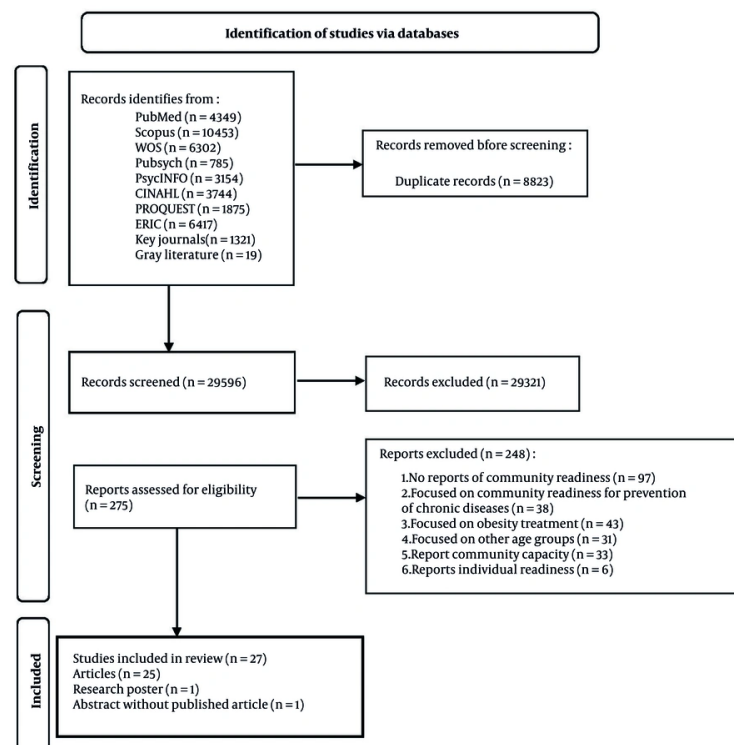 Identification of studies via databases
Identification
Records identifies from :
PubMed (n = 4349)
Scopus (n = 10453)
WOS (n = 6302)
Pubsych (n = 785)
PsycINFO (n = 3154)
CINAHL (n = 3744)
PROQUEST (n = 1875)
ERIC (n = 6417)
Key journals(n = 1321)
Gray literature (n = 19)
Records removed bfore screening :
Duplicate records (n = 8823)
Screening
Records screened (n = 29596)
Records excluded (n = 29321)
Reports assessed for eligibility
(n = 275)
Reports excluded (n = 248) :
1.No reports of community readiness (n = 97)
2.Focused on community readiness for prevention
of chronic diseases (n = 38)
3.Focused on obesity treatment (n = 43)
4.Focused on other age groups (n = 31)
5.Report community capacity (n = 33)
6.Reports individual readiness (n = 6)
Included
Studies included in review (n = 27)
Articles (n = 25)
Research poster (n = 1)
Abstract without published article (n = 1)